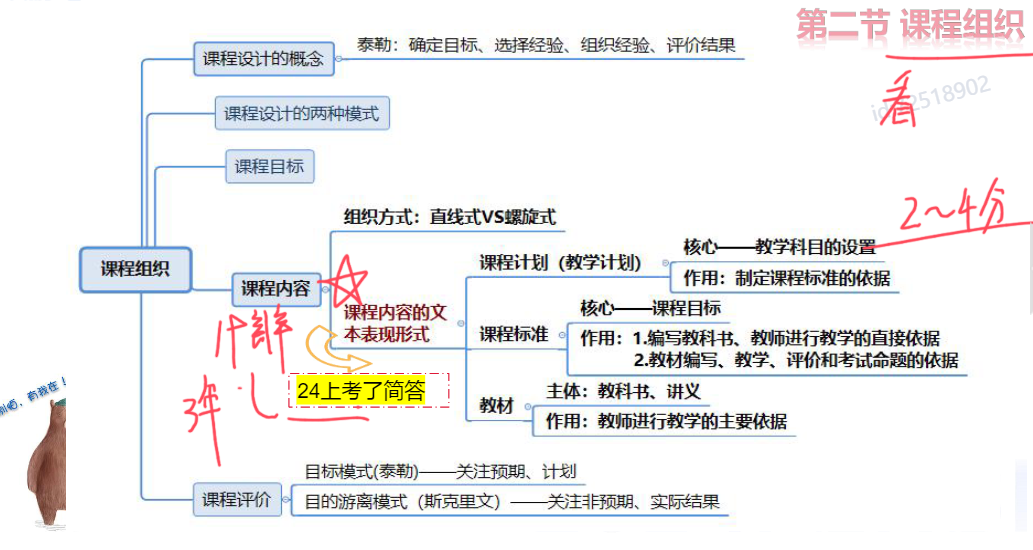 第二节 课程组织
看
id:  2518902
课程设计的概念
泰勒：确定目标、选择经验、组织经验、评价结果
课程设计的两种模式
课程目标
2~4分
组织方式：直线式VS螺旋式
核心——教学科目的设置
课程计划（教学计划）
作用：制定课程标准的依据
课程组织
课程内容
课程内容的文
本表现形式
核心——课程目标
课程标准
作用：1.编写教科书、教师进行教学的直接依据
2.教材编写、教学、评价和考试命题的依据
24上考了简答
主体：教科书、讲义
教材
作用：教师进行教学的主要依据
有我在！
目标模式(泰勒)——关注预期、计划
课程评价
目的游离模式（斯克里文）——关注非预期、实际结果